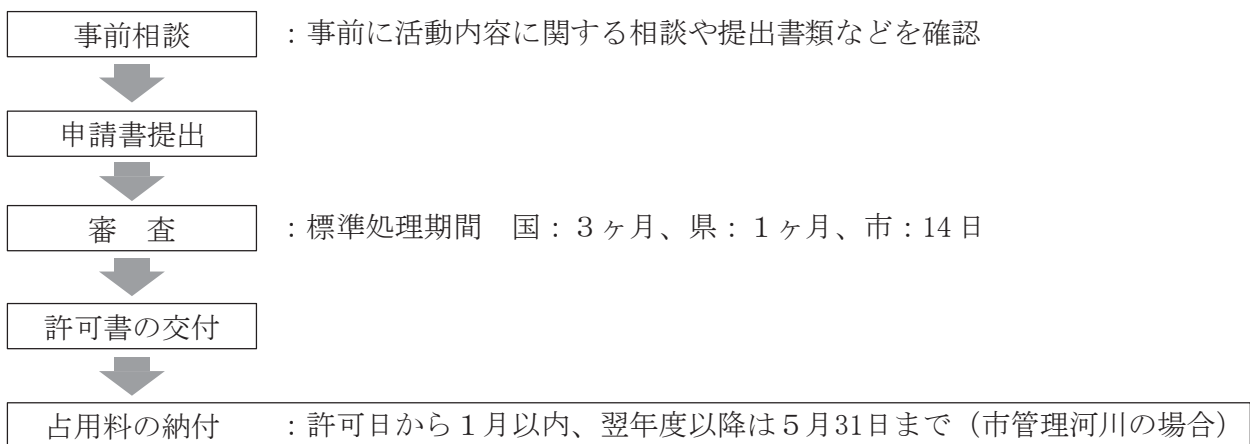 事前相談 ：事前に活動内容に関する相談や提出書類などを確認
申請書提出
審　査 ：標準処理期間　国：３ヶ月、県：１ヶ月、市：14日
許可書の交付
占用料の納付 ：許可日から１月以内、翌年度以降は５月31日まで（市管理河川の場合）